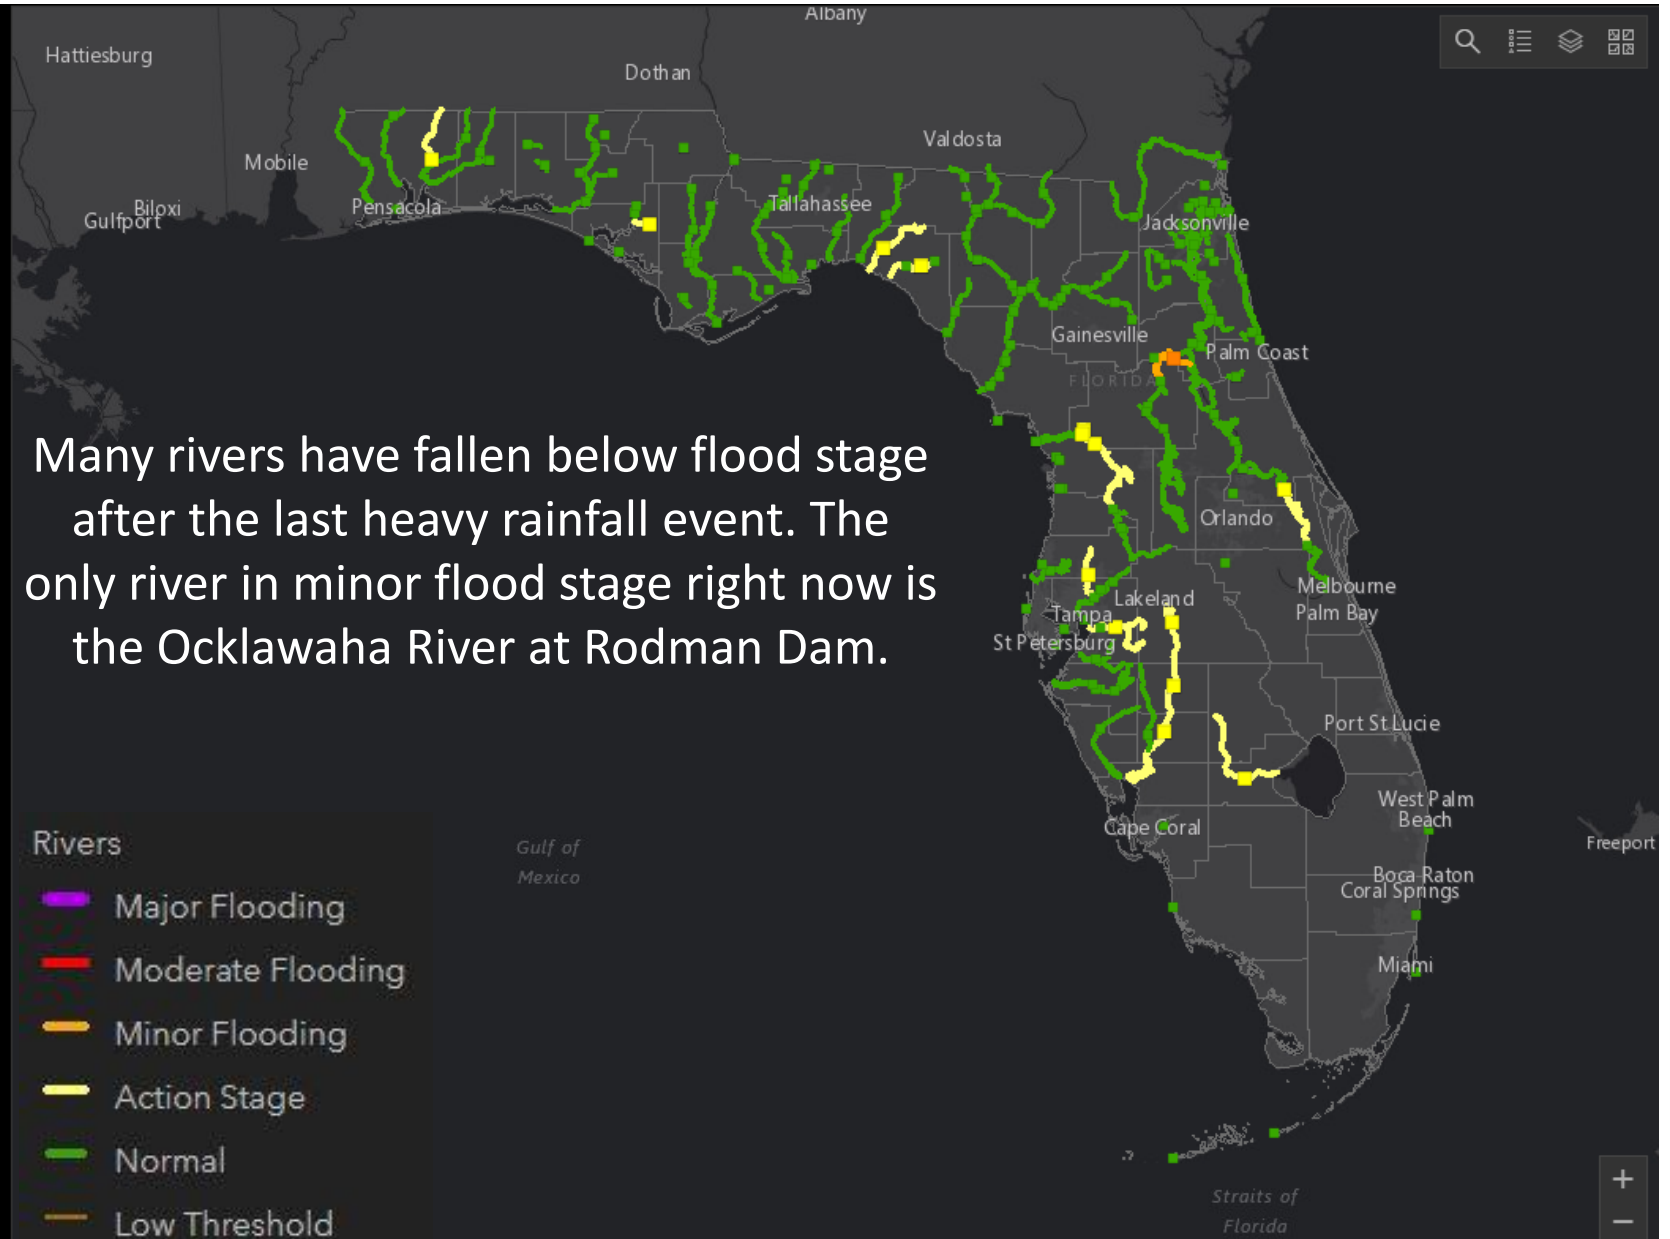 Albany
Hattiesburg
Dothan
Valdosta
Mobile
Biloxi
Gulfport
Pensacola
Tallahassee
Jacksonville
Gainesville
Palm Coast
FLORIDA
Many rivers have fallen below flood stage
after the last heavy rainfall event. The
only river in minor flood stage right now is
the Ocklawaha River at Rodman Dam.
Orlando
Melbourne
Palm Bay
Lakeland
Tampa
St Petersburg
Port St Lucie
West Palm
Beach
Cape Coral
Freeport
Boca Raton
Coral Springs
Miami
Gulf of
Mexico
Straits of
Florida
Rivers
Major Flooding
Moderate Flooding
Minor Flooding
Action Stage
Normal
Low Threshold
+
−